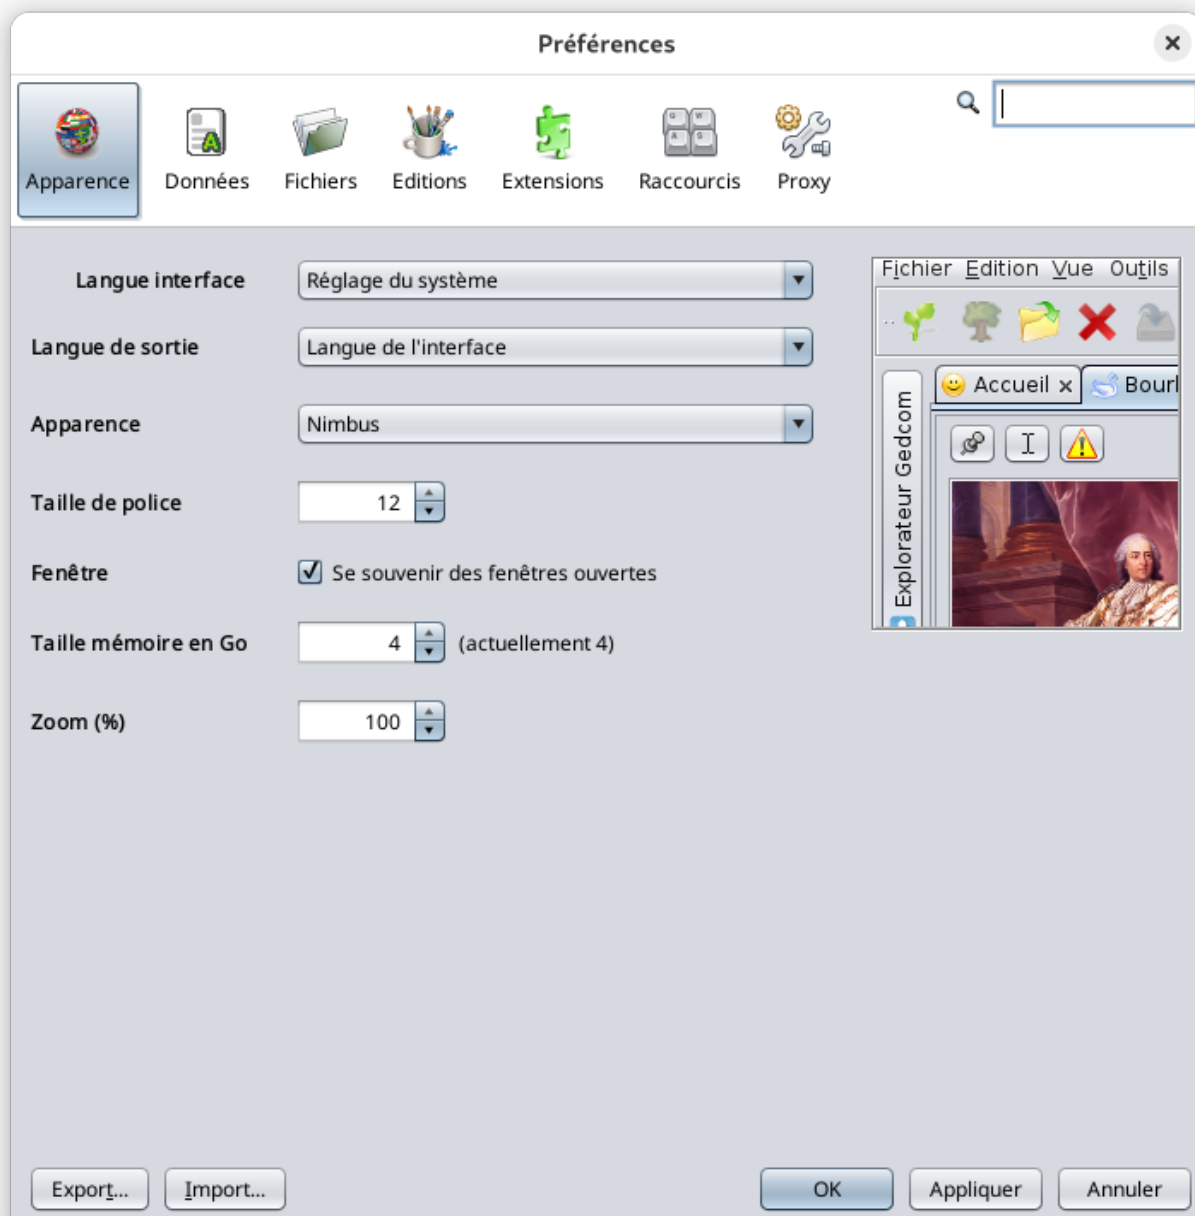 Préférences
Apparence
Données
Fichiers
Editions
Extensions
Raccourcis
Proxy
Langue interface
Réglage du système
Langue de sortie
Langue de l'interface
Apparence
Nimbus
Taille de police
12
Fenêtre
Se souvenir des fenêtres ouvertes
Taille mémoire en Go
4
(actuellement 4)
Zoom (%)
100
Fichier Edition Vue Outils
Accueil
Bourl
Explorateur Gedcom
Export...
Import...
OK
Appliquer
Annuler